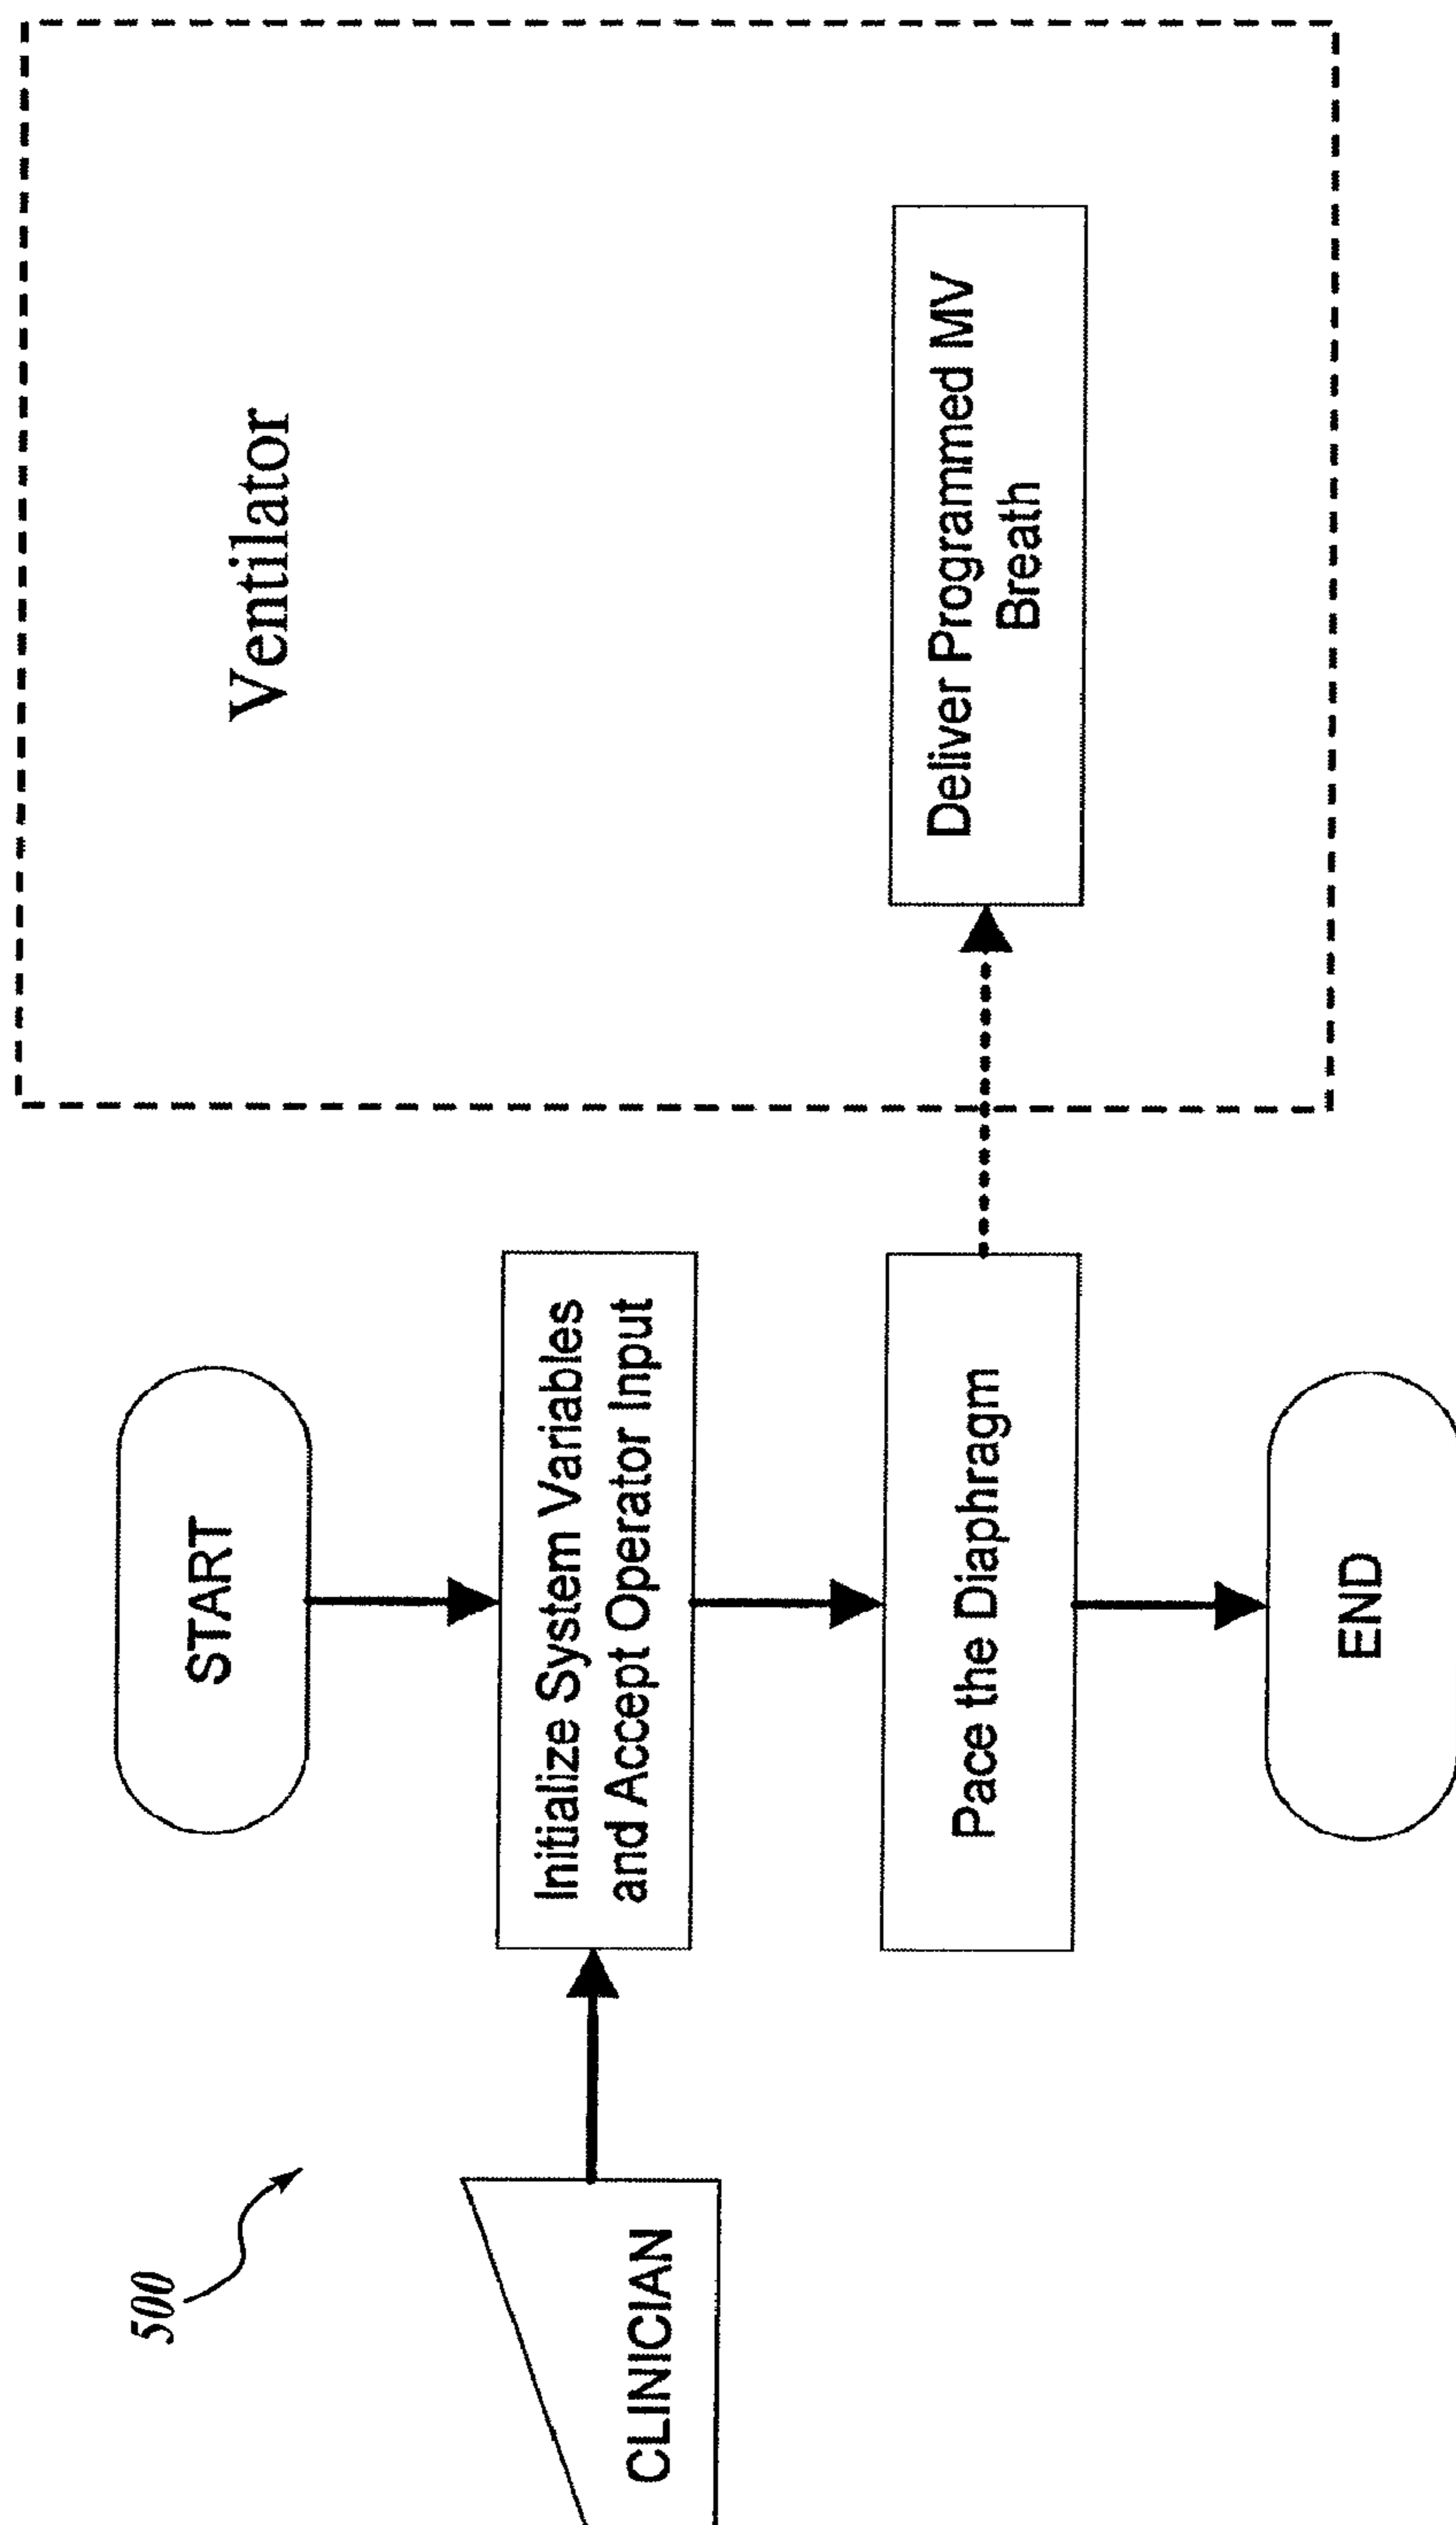 500
START
Ventilator
CLINICIAN
Initialize System Variables
and Accept Operator Input
Pace the Diaphragm
Deliver Programmed MV
Breath
END